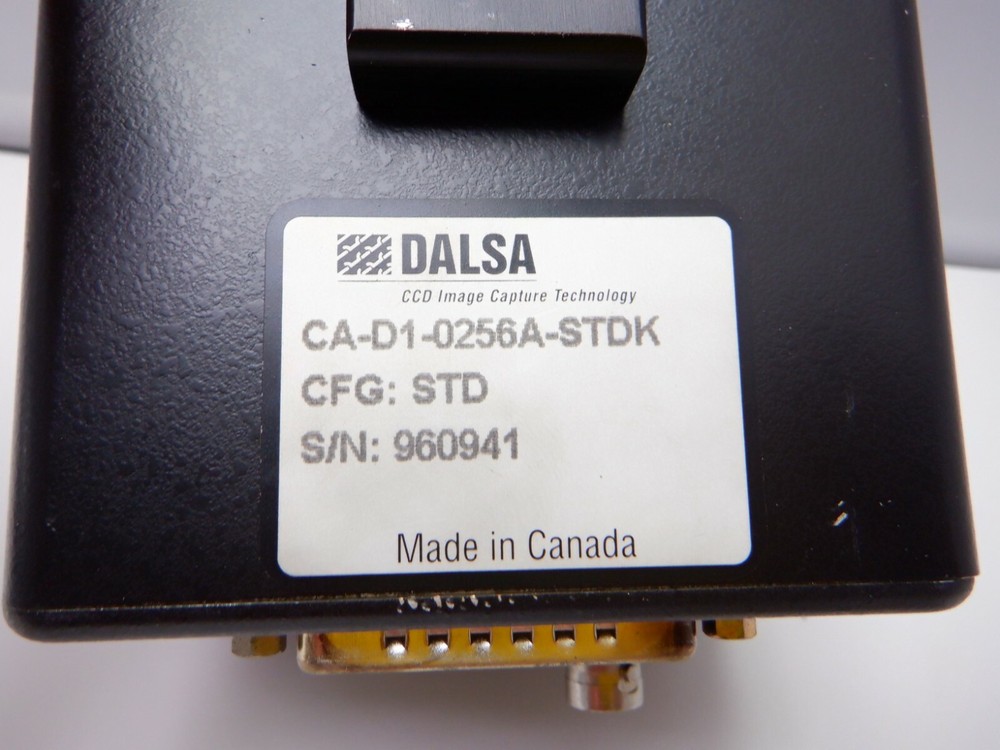 DALSA
CCD Image Capture Technology
CA-D1-0256A-STDK
CFG: STD
S/N: 960941
Made in Canada